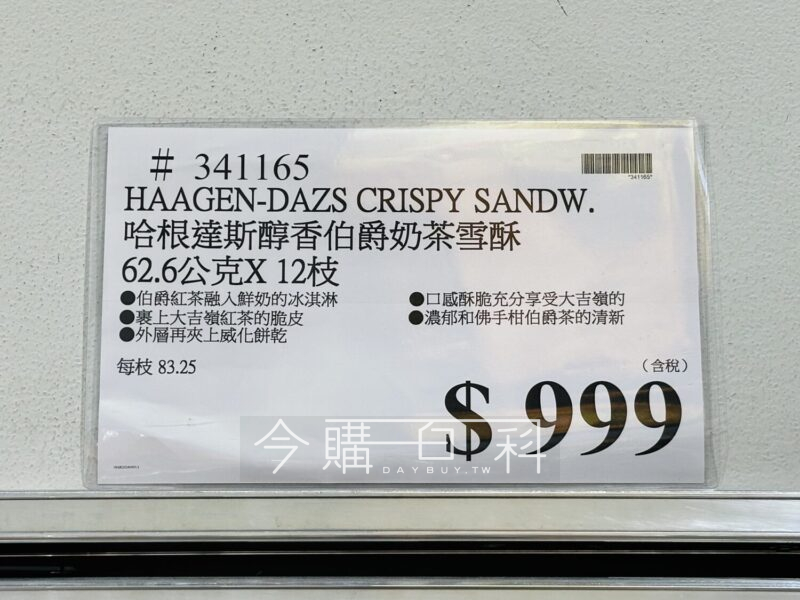 # 341165
*341165*
HAAGEN-DAZS CRISPY SANDW.
哈根達斯醇香伯爵奶茶雪酥
62.6公克X 12枝
●伯爵紅茶融入鮮奶的冰淇淋
●裹上大吉嶺紅茶的脆皮
●外層再夾上威化餅乾
●口感酥脆充分享受大吉嶺的
●濃郁和佛手柑伯爵茶的清新
每枝 83.25
(含稅)
$ 999
今購百科
DAYBUY.TW